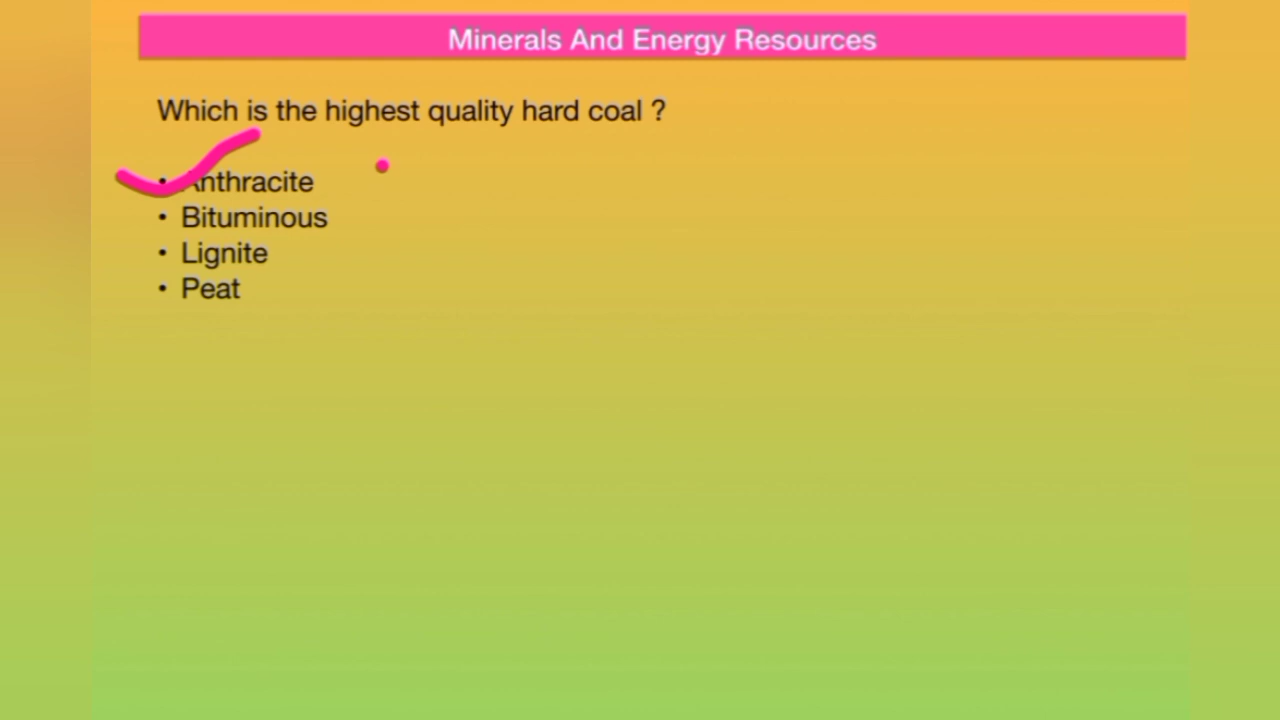 Minerals And Energy Resources
Which is the highest quality hard coal ?
• Anthracite
• Bituminous
• Lignite
• Peat